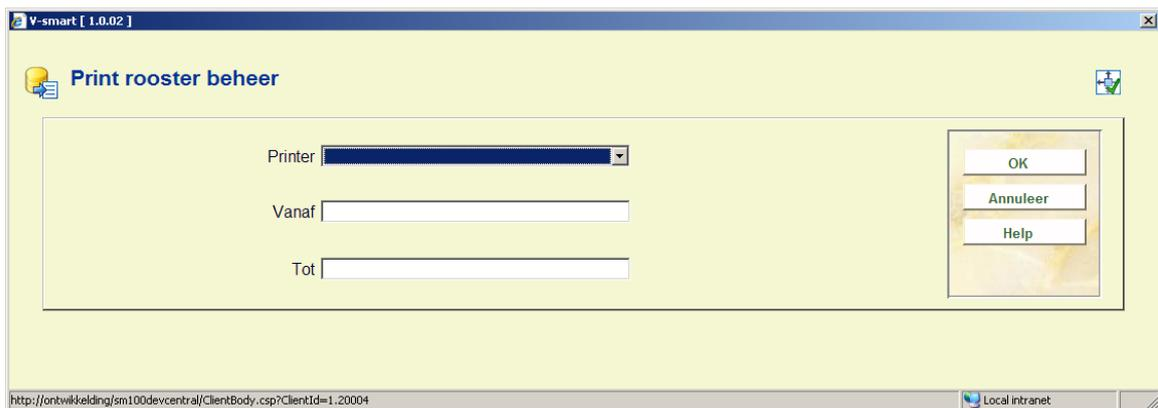 V-smart [ 1.0.02 ]
Print rooster beheer
Printer
Vanaf
Tot
OK
Annuleer
Help
http://ontwikkelding/sm100devcentral/ClientBody.csp?ClientId=1.20004
Local intranet